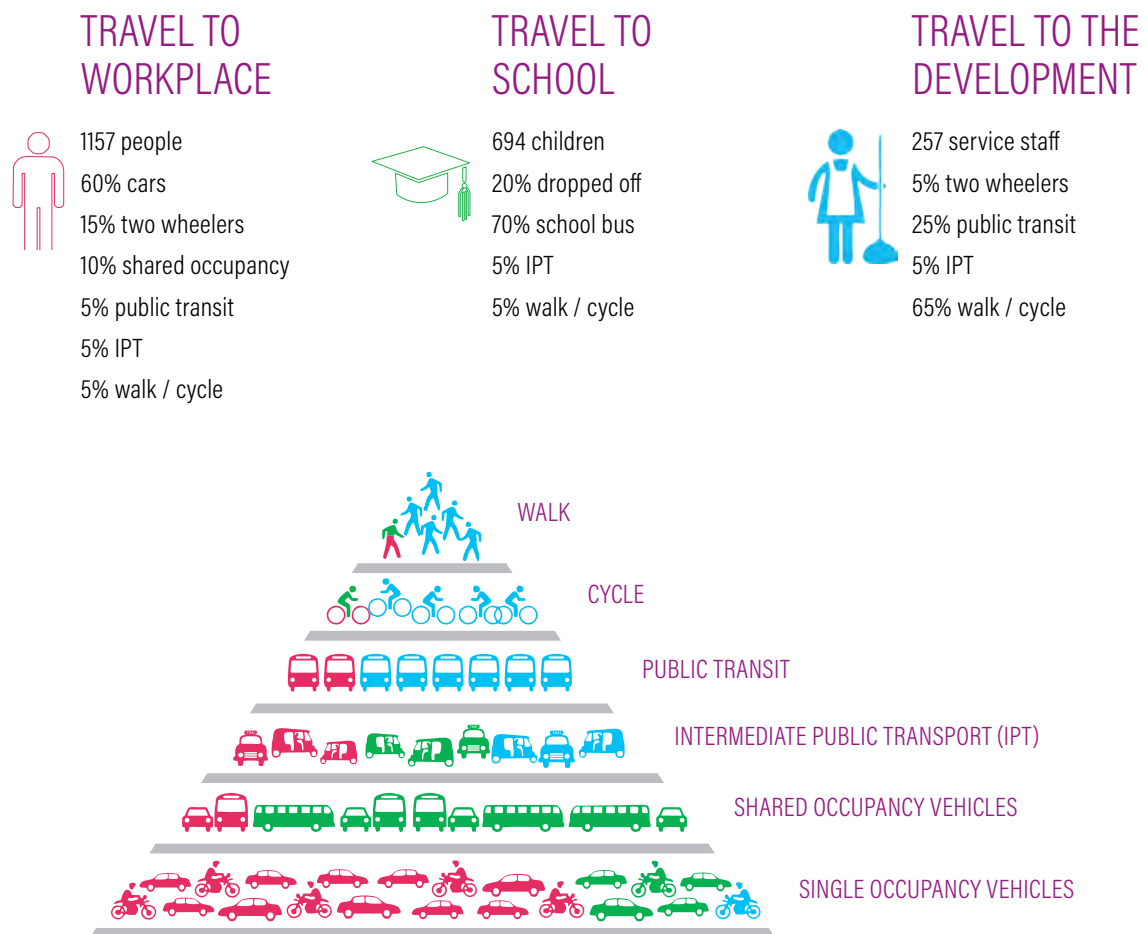 TRAVEL TO
WORKPLACE
1157 people
60% cars
15% two wheelers
10% shared occupancy
5% public transit
5% IPT
5% walk / cycle
TRAVEL TO
SCHOOL
694 children
20% dropped off
70% school bus
5% IPT
5% walk / cycle
TRAVEL TO THE
DEVELOPMENT
257 service staff
5% two wheelers
25% public transit
5% IPT
65% walk / cycle
WALK
CYCLE
PUBLIC TRANSIT
INTERMEDIATE PUBLIC TRANSPORT (IPT)
SHARED OCCUPANCY VEHICLES
SINGLE OCCUPANCY VEHICLES